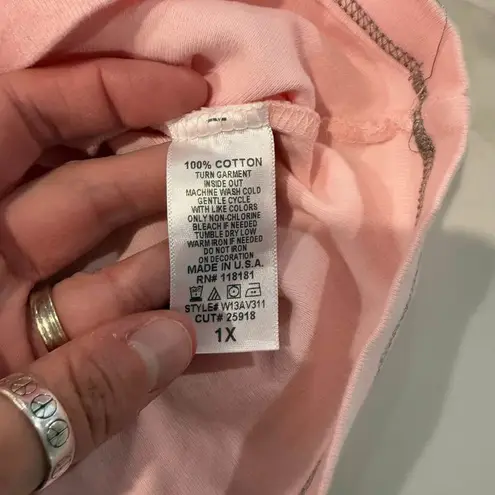 100% COTTON
TURN GARMENT
INSIDE OUT
MACHINE WASH COLD
GENTLE CYCLE
WITH LIKE COLORS
ONLY NON-CHLORINE
BLEACH IF NEEDED
TUMBLE DRY LOW
WARM IRON IF NEEDED
DO NOT IRON
ON DECORATION
MADE IN U.S.A.
RN# 118181
STYLE# W13AV311
CUT# 25918
1X